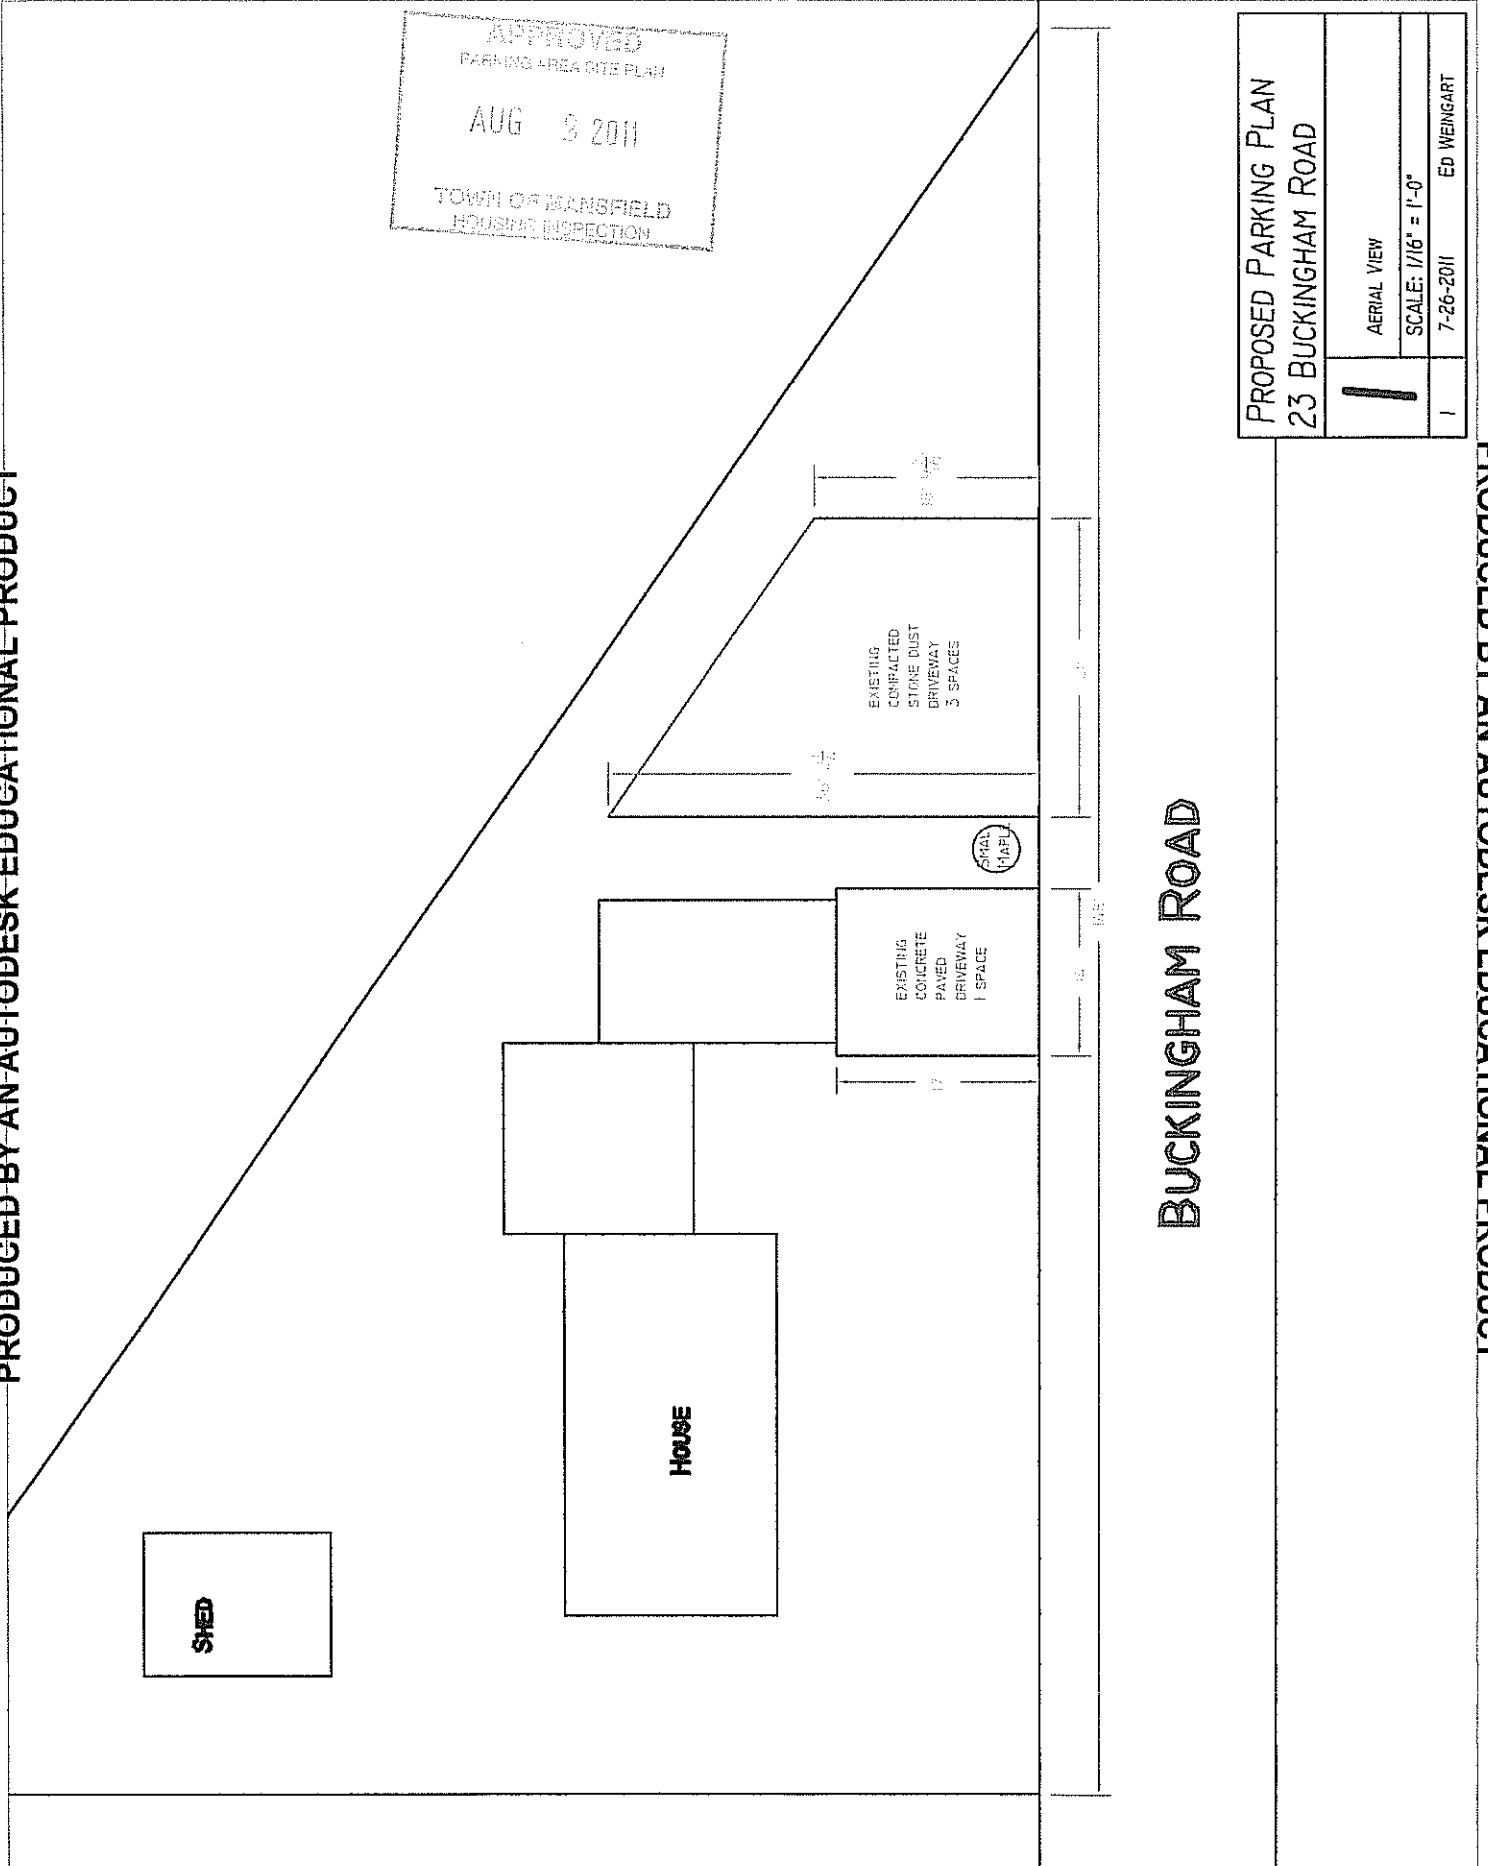 PRODUCED BY AN AUTODESK EDUCATIONAL PRODUCT
APPROVED
PARKING AREA SITE PLAN
AUG 2011
TOWN OF MANSFIELD
HOUSING INSPECTION
SHED
HOUSE
EXISTING
CONCRETE
PAVED
DRIVEWAY
1 SPACE
17'
EXISTING
COMPACTED
STONE DUST
DRIVEWAY
3 SPACES
BUCKINGHAM ROAD
PROPOSED PARKING PLAN
23 BUCKINGHAM ROAD
1
AERIAL VIEW
SCALE: 1/16" = 1'-0"
1
7-26-2011
ED WEINGART
PRODUCED BY AN AUTODESK EDUCATIONAL PRODUCT